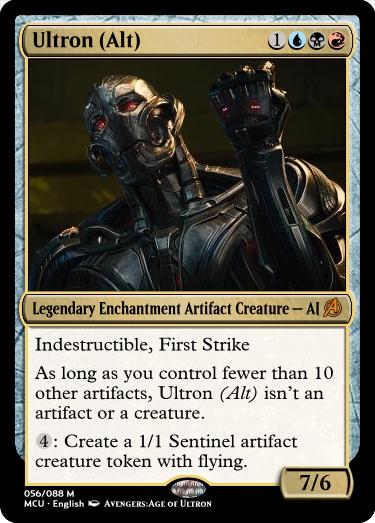 Ultron (Alt) 1
Legendary Enchantment Artifact Creature — AI
Indestructible, First Strike
As long as you control fewer than 10
other artifacts, Ultron (Alt) isn't an
artifact or a creature.
4: Create a 1/1 Sentinel artifact
creature token with flying.
7/6
056/088 M
MCU • English AVENGERS:AGE OF ULTRON